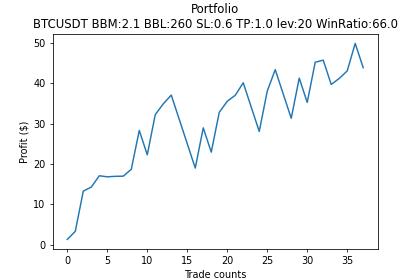 Portfolio
BTCUSDT BBM:2.1 BBL:260 SL:0.6 TP:1.0 lev:20 WinRatio:66.0
50
40
30
20
10
0
Profit ($)
0 5 10 15 20 25 30 35
Trade counts